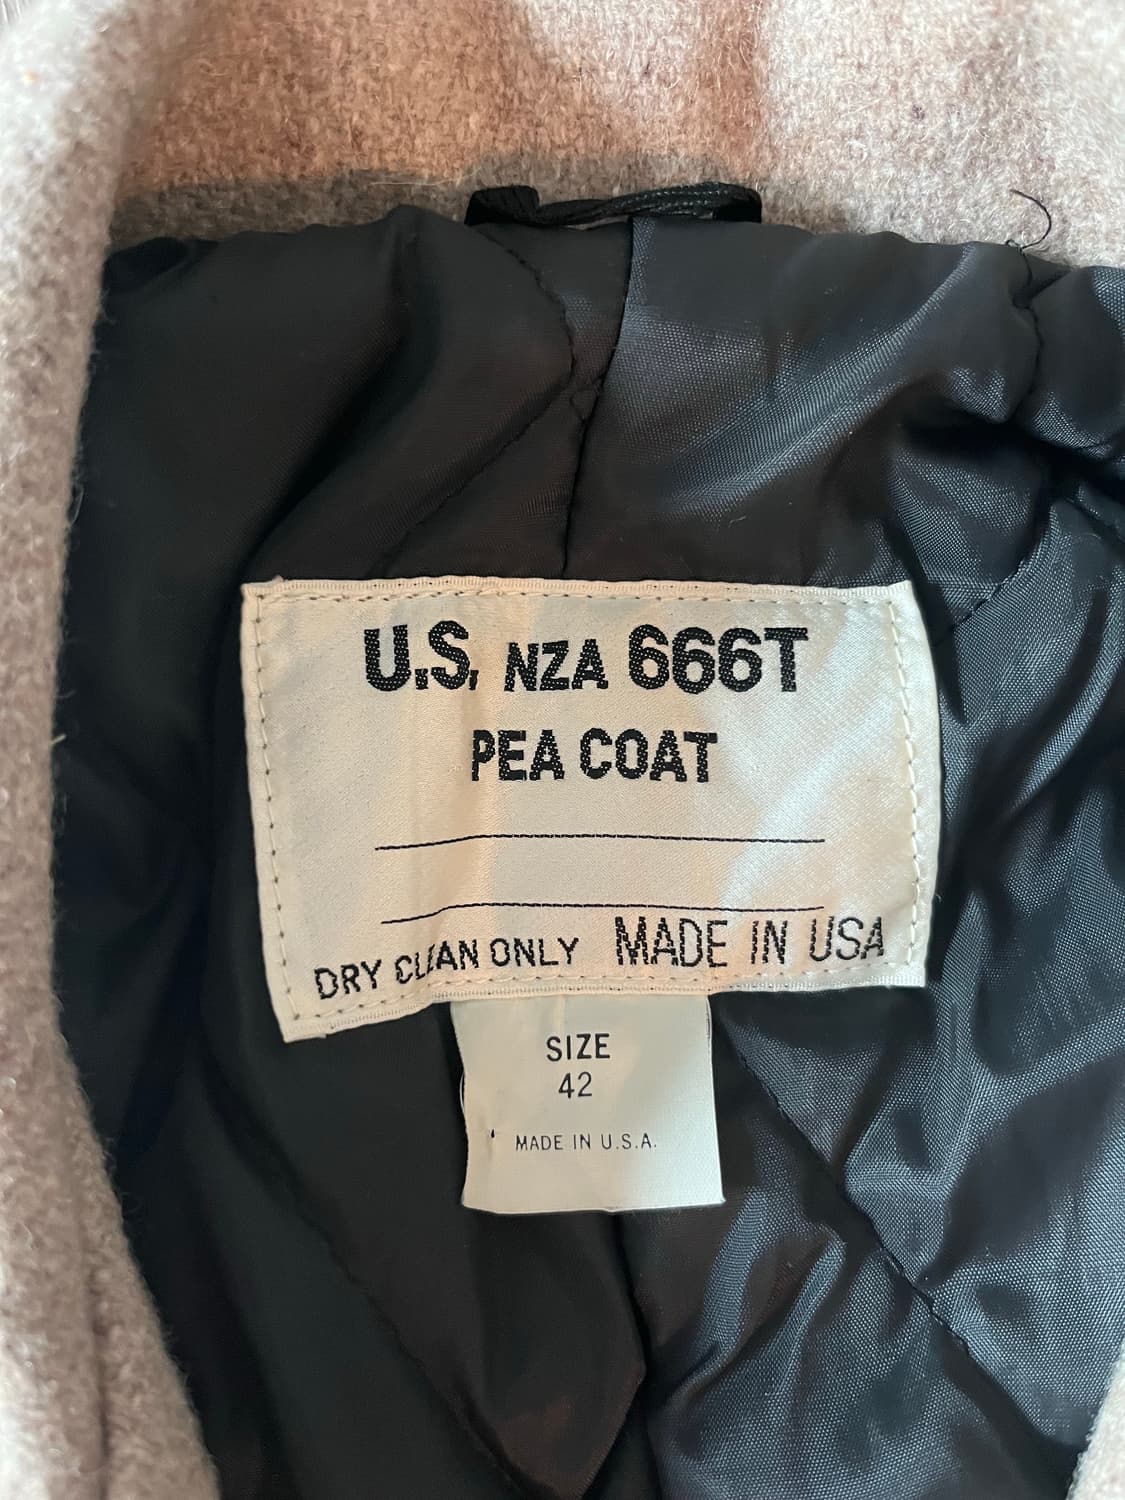 U.S. NZA 666T
PEA COAT
DRY CLEAN ONLY MADE IN USA
SIZE
42
MADE IN U.S.A.